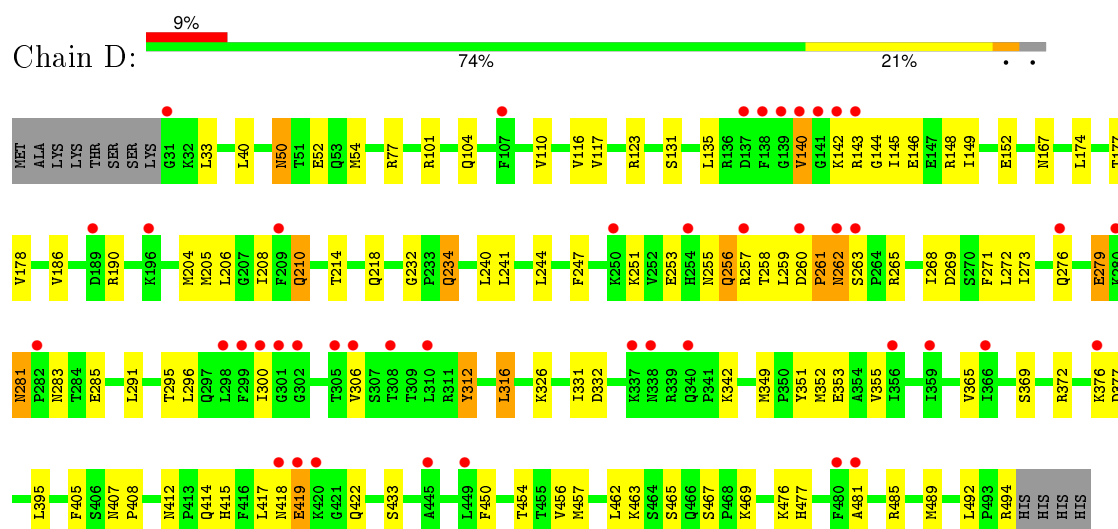 9%
Chain D:
74% 21% • •
MET ALA LYS LYS THR SER SER LYS G31 K32 L33 L40 N50 T51 E52 Q53 M54 R77 R101 Q104 F107 V110 V116 V117 R123 S131 L135 R136 D137 F138 G139 V140 G141 K142 R143 G144 I145 E146 E147 R148 I149 E152 N167 L174 T177
V178 V186 D189 R190 K196 M204 M205 L206 G207 I208 F209 Q210 T214 Q218 G232 P233 Q234 L240 L241 L244 F247 K250 K251 V252 E253 H254 N255 Q256 R257 T258 L259 D260 P261 N262 S263 P264 R265 I268 D269 S270 F271 L272 I273 Q276 E279 K280
N281 P282 N283 T284 E285 L291 T295 L296 Q297 L298 F299 I300 G301 G302 T305 V306 S307 T308 T309 L310 R311 Y312 L316 K326 I331 D332 K337 N338 R339 Q340 P341 K342 M349 P350 Y351 M352 E353 A354 V355 I356 I359 V365 I366 S369 R372 K376 D377
L395 F405 S406 N407 P408 N412 P413 Q414 H415 F416 L417 N418 E419 K420 G421 Q422 S433 A445 L449 F450 T454 T455 V456 M457 L462 K463 S464 S465 Q466 S467 P468 K469 K476 H477 F480 A481 R485 M489 L492 P493 R494 HIS HIS HIS HIS